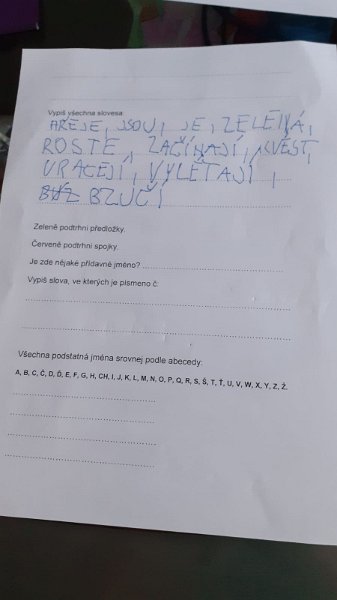 Vypiš všechna slovesa:
HŘEJE, JSOU, JE, ZELENÁ,
ROSTE, ZAČÍNAJÍ, KVÉST,
VRACEJÍ, VYLÉTAJÍ,
BZUČÍ
Zeleně podtrhni předložky.
Červeně podtrhni spojky.
Je zde nějaké přídavné jméno?
Vypiš slova, ve kterých je písmeno č:
Všechna podstatná jména srovnej podle abecedy:
A, B, C, Č, D, Ď, E, F, G, H, CH, I, J, K, L, M, N, O, P, Q, R, S, Š, T, Ť, U, V, W, X, Y, Z, Ž.